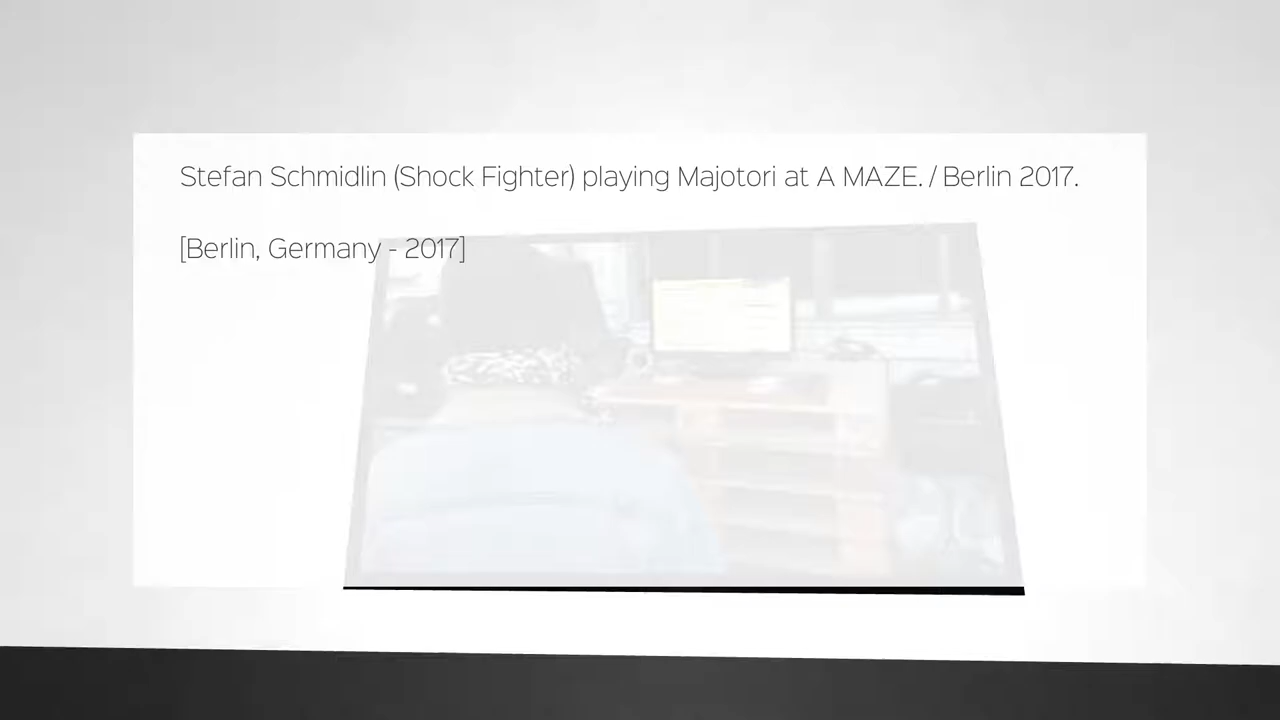 Stefan Schmidlin (Shock Fighter) playing Majotori at A MAZE. / Berlin 2017.
[Berlin, Germany - 2017]